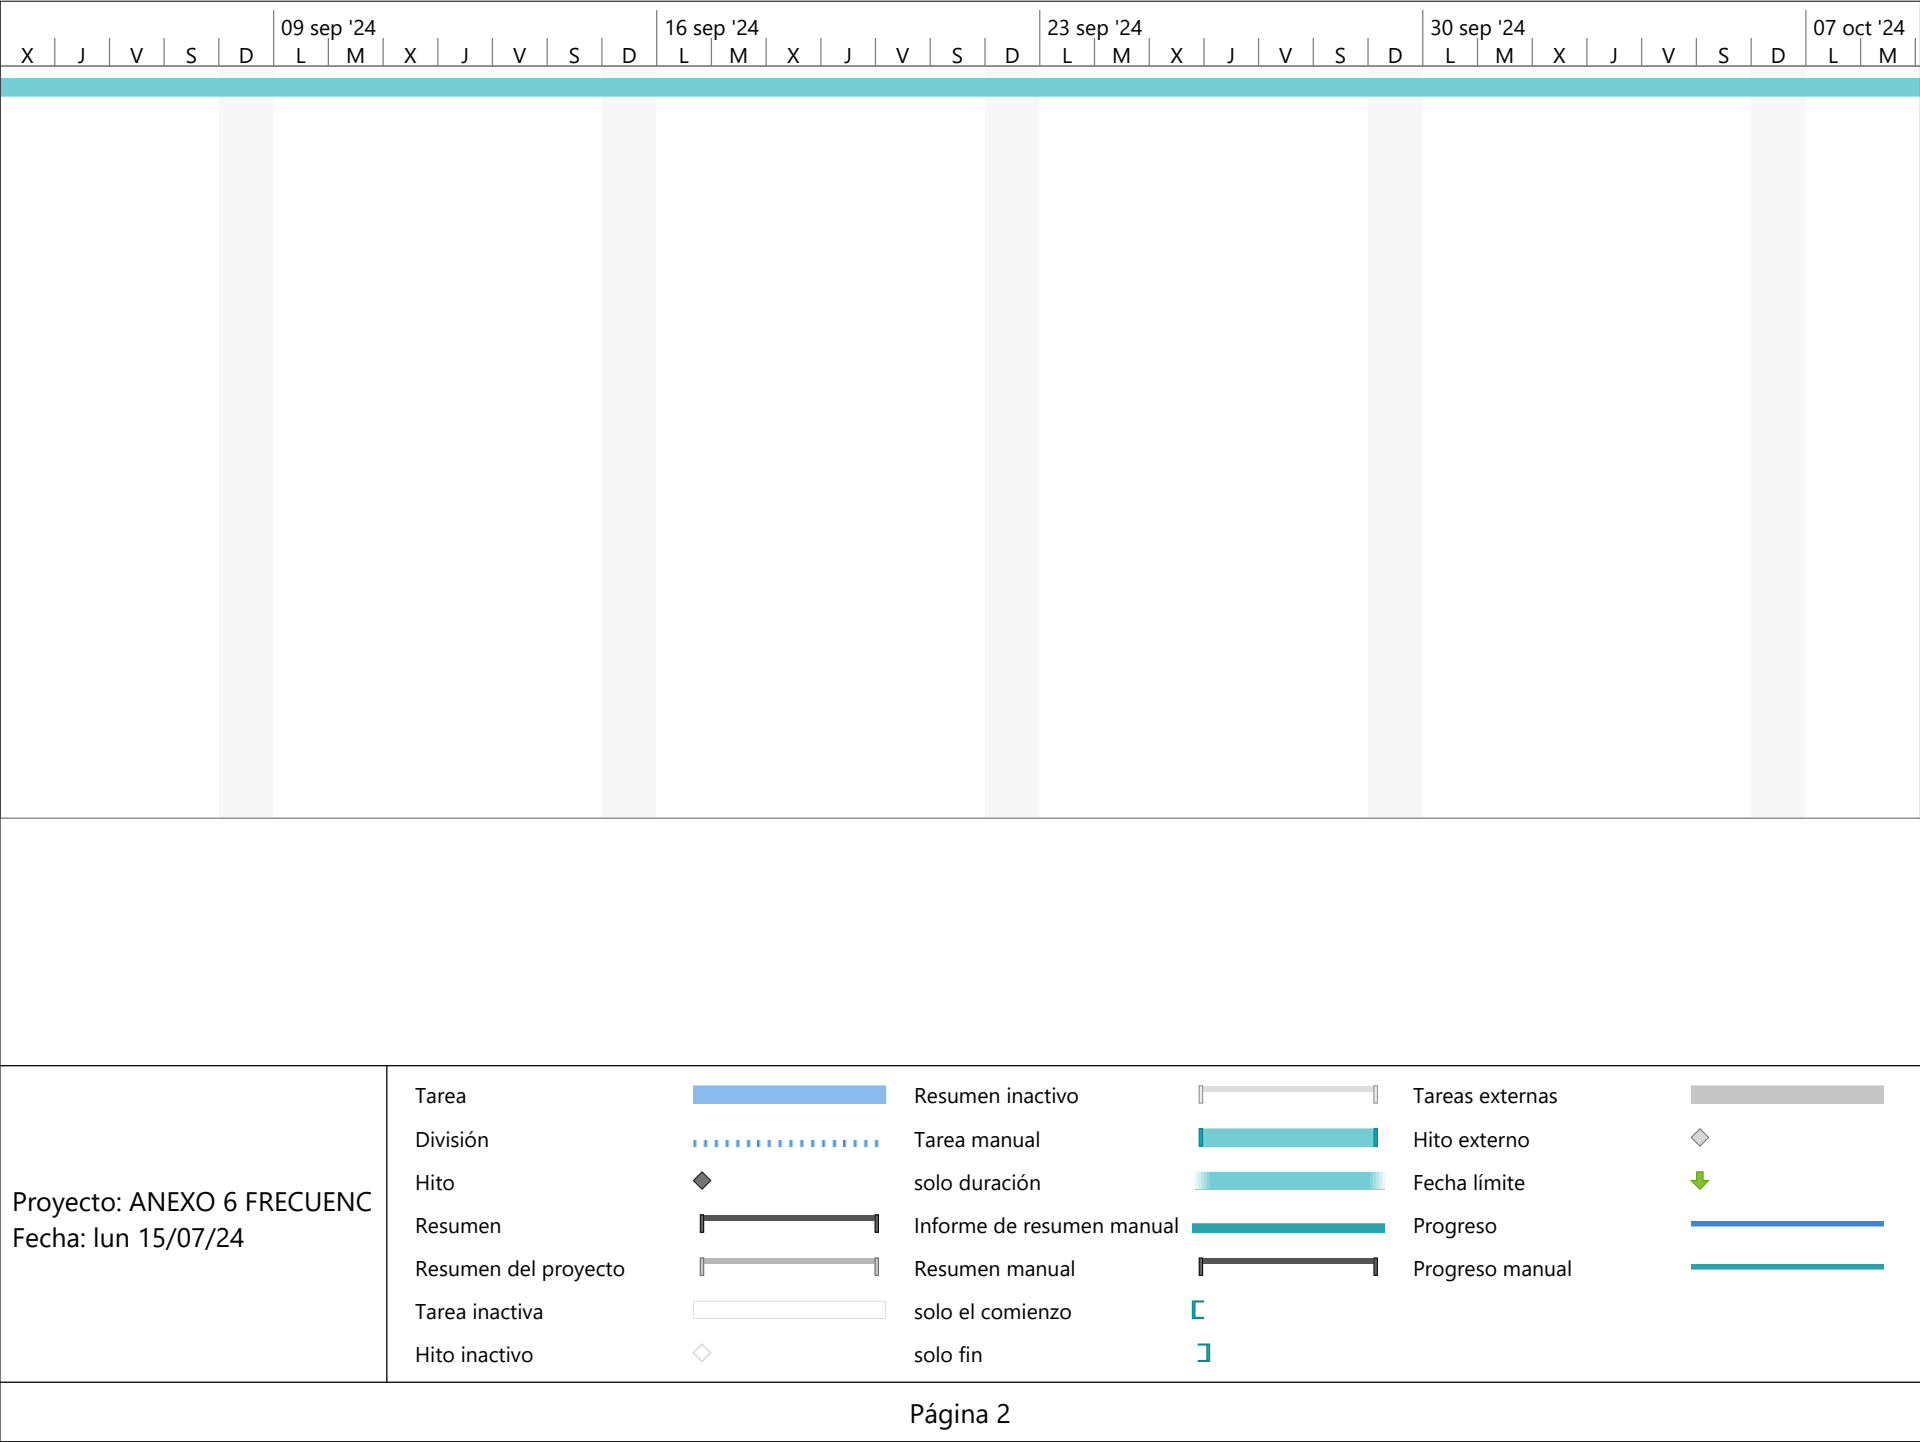 09 sep '24 16 sep '24 23 sep '24 30 sep '24 07 oct '24
X J V S D L M X J V S D L M X J V S D L M X J V S D L M X J V S D L M
Tarea
División
Hito
Resumen
Resumen del proyecto
Tarea inactiva
Hito inactivo
Resumen inactivo
Tarea manual
solo duración
Informe de resumen manual
Resumen manual
solo el comienzo
solo fin
Tareas externas
Hito externo
Fecha límite
Progreso
Progreso manual
Proyecto: ANEXO 6 FRECUENC
Fecha: lun 15/07/24
Página 2